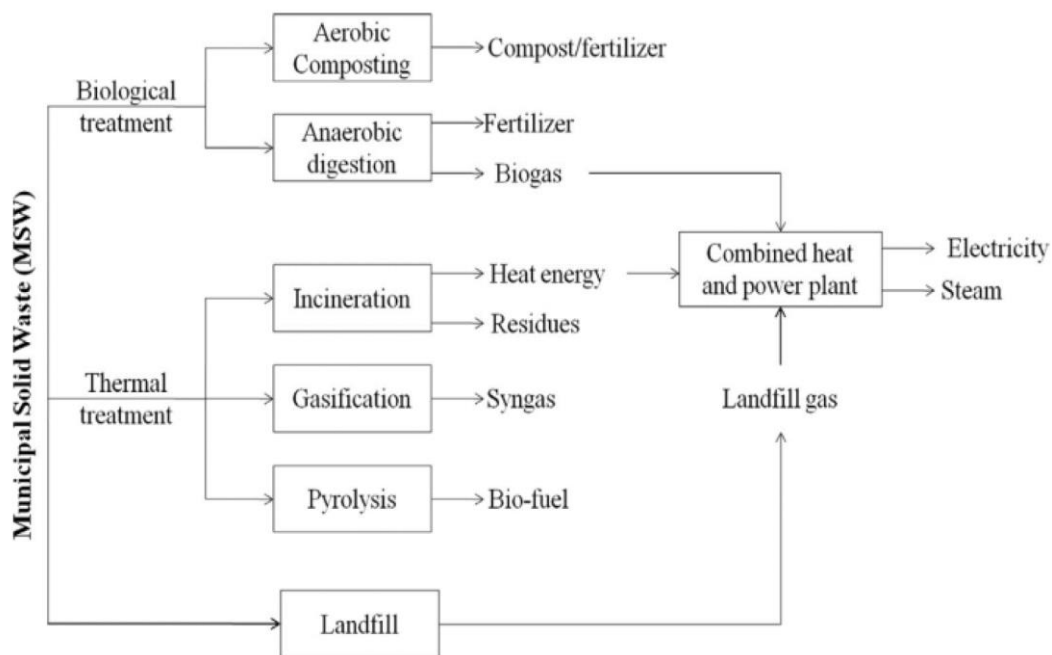 Municipal Solid Waste (MSW)
Biological
treatment
Aerobic
Composting
Compost/fertilizer
Anaerobic
digestion
Fertilizer
Biogas
Thermal
treatment
Incineration
Heat energy
Residues
Gasification
Syngas
Pyrolysis
Bio-fuel
Landfill
Landfill gas
Combined heat
and power plant
Electricity
Steam